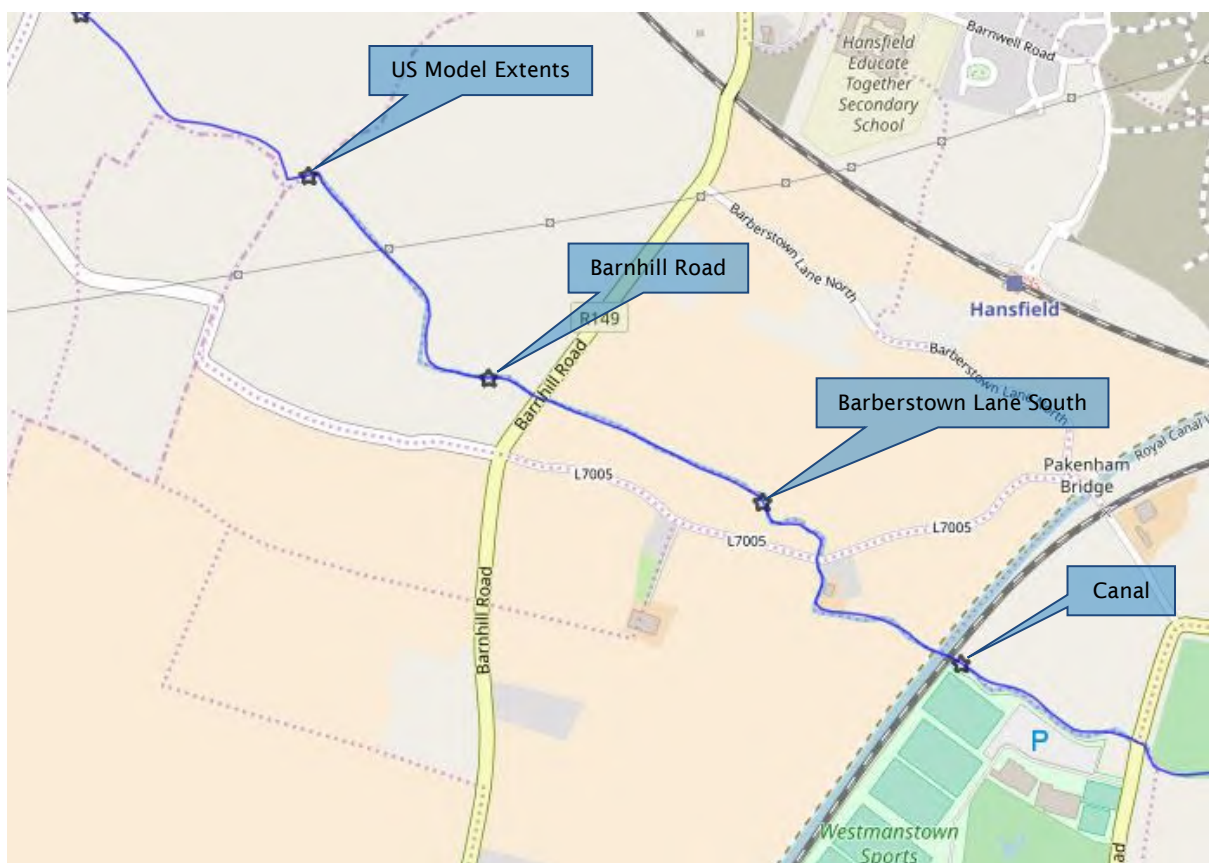 Barnwell Road
Hansfield
Educate
Together
Secondary
School
US Model Extents
Barberstown Lane North
Barnhill Road
R149
Hansfield
Barnhill Road
Barberstown Lane North
Barberstown Lane South
Royal Canal
Pakenham
Bridge
L7005
L7005
L7005
Canal
Barnhill Road
P
Westmanstown
Sports
ad